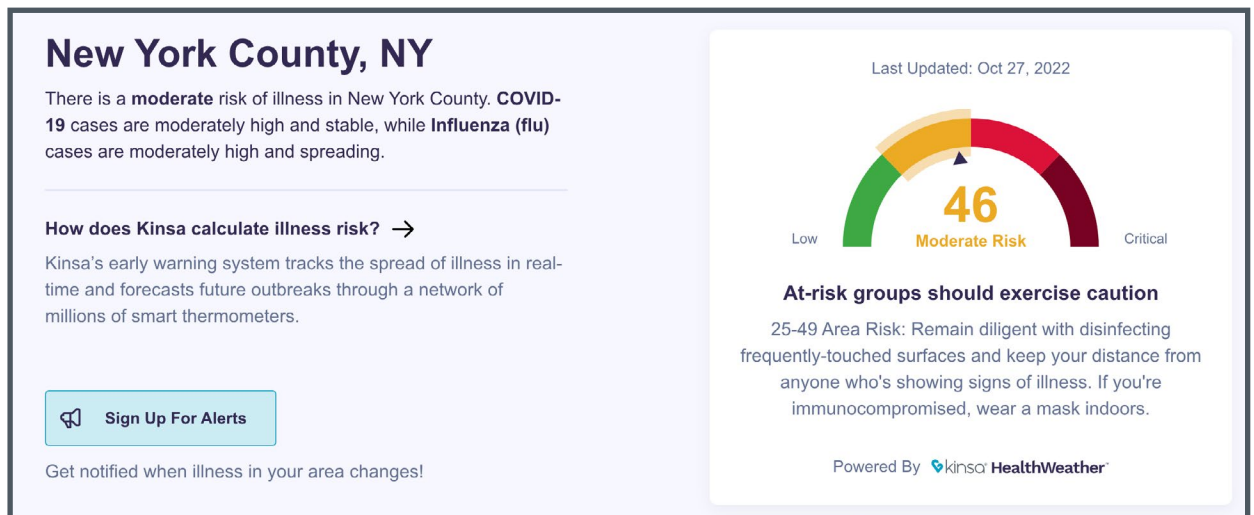 New York County, NY
There is a moderate risk of illness in New York County. COVID-
19 cases are moderately high and stable, while Influenza (flu)
cases are moderately high and spreading.
How does Kinsa calculate illness risk? →
Kinsa's early warning system tracks the spread of illness in real-
time and forecasts future outbreaks through a network of
millions of smart thermometers.
Sign Up For Alerts
Get notified when illness in your area changes!
Last Updated: Oct 27, 2022
46
Low
Moderate Risk
Critical
At-risk groups should exercise caution
25-49 Area Risk: Remain diligent with disinfecting
frequently-touched surfaces and keep your distance from
anyone who's showing signs of illness. If you're
immunocompromised, wear a mask indoors.
Powered By kinsa HealthWeather